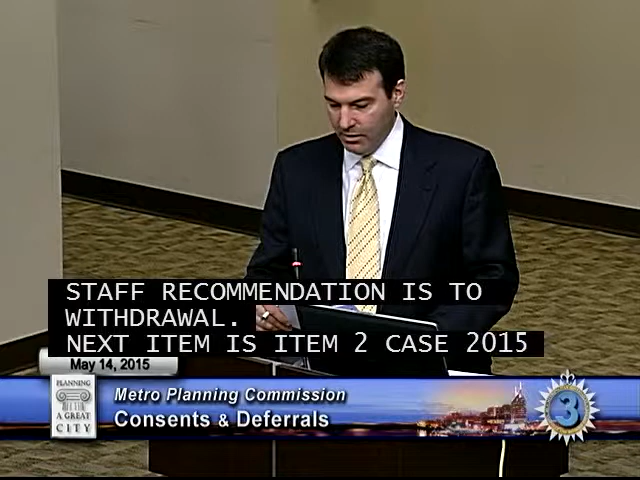 STAFF RECOMMENDATION IS TO
WITHDRAWAL.
NEXT ITEM IS ITEM 2 CASE 2015
May 14, 2015
PLANNING
A GREAT
CITY
Metro Planning Commission
Consents & Deferrals
3